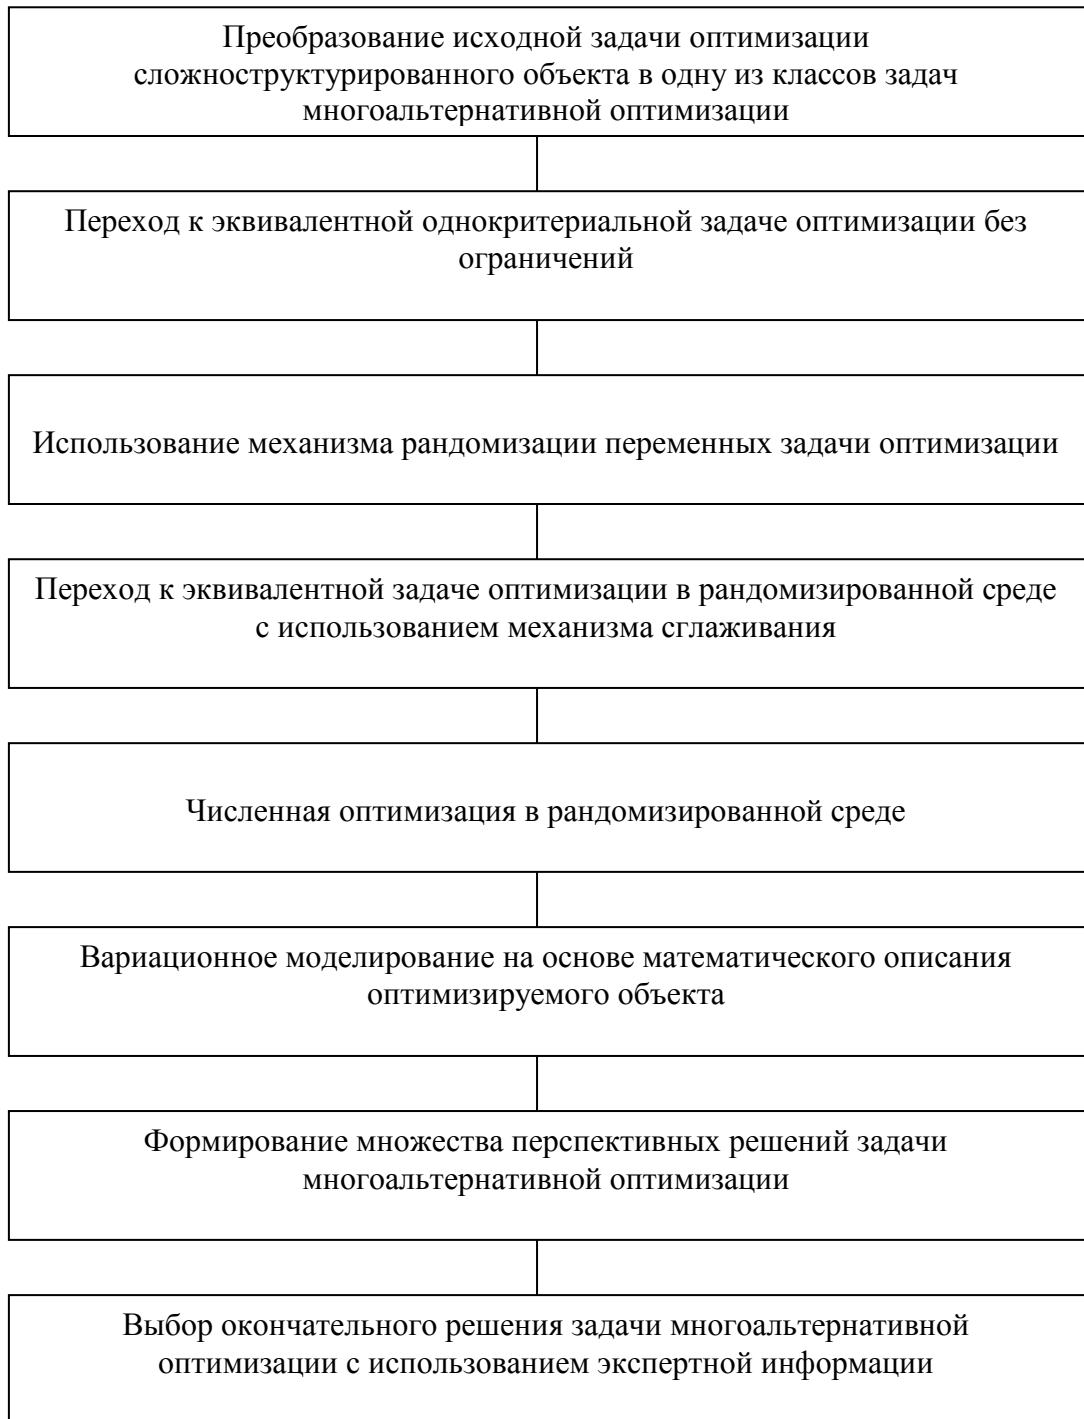 Преобразование исходной задачи оптимизации
сложноструктурированного объекта в одну из классов задач
многоальтернативной оптимизации
Переход к эквивалентной однокритериальной задаче оптимизации без
ограничений
Использование механизма рандомизации переменных задачи оптимизации
Переход к эквивалентной задаче оптимизации в рандомизированной среде
с использованием механизма сглаживания
Численная оптимизация в рандомизированной среде
Вариационное моделирование на основе математического описания
оптимизируемого объекта
Формирование множества перспективных решений задачи
многоальтернативной оптимизации
Выбор окончательного решения задачи многоальтернативной
оптимизации с использованием экспертной информации